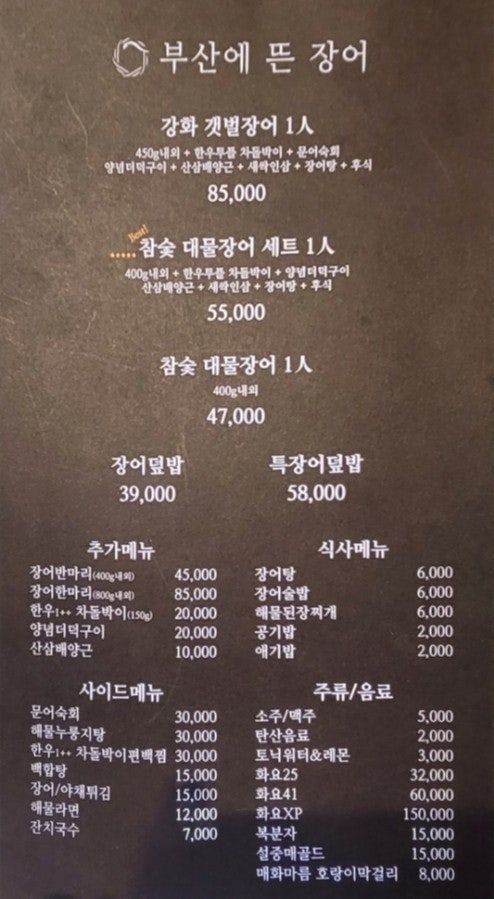 부산에 뜬 장어
강화 갯벌장어 1人
450g내외 + 한우투플 차돌박이 + 문어숙회
양념더덕구이 + 산삼배양근 + 새싹인삼 + 장어탕 + 후식
85,000
Best!
참숯 대물장어 세트 1人
400g내외 + 한우투플 차돌박이 + 양념더덕구이
산삼배양근 + 새싹인삼 + 장어탕 + 후식
55,000
참숯 대물장어 1人
400g내외
47,000
장어덮밥
39,000
특장어덮밥
58,000
추가메뉴
장어반마리(400g내외) 45,000
장어한마리(800g내외) 85,000
한우1++ 차돌박이(150g) 20,000
양념더덕구이 20,000
산삼배양근 10,000
식사메뉴
장어탕 6,000
장어술밥 6,000
해물된장찌개 6,000
공기밥 2,000
애기밥 2,000
사이드메뉴
문어숙회 30,000
해물누룽지탕 30,000
한우1++ 차돌박이편백찜 30,000
백합탕 15,000
장어/야채튀김 15,000
해물라면 12,000
잔치국수 7,000
주류/음료
소주/맥주 5,000
탄산음료 2,000
토닉워터&레몬 3,000
화요25 32,000
화요41 60,000
화요XP 150,000
복분자 15,000
설중매골드 15,000
매화마름 호랑이막걸리 8,000